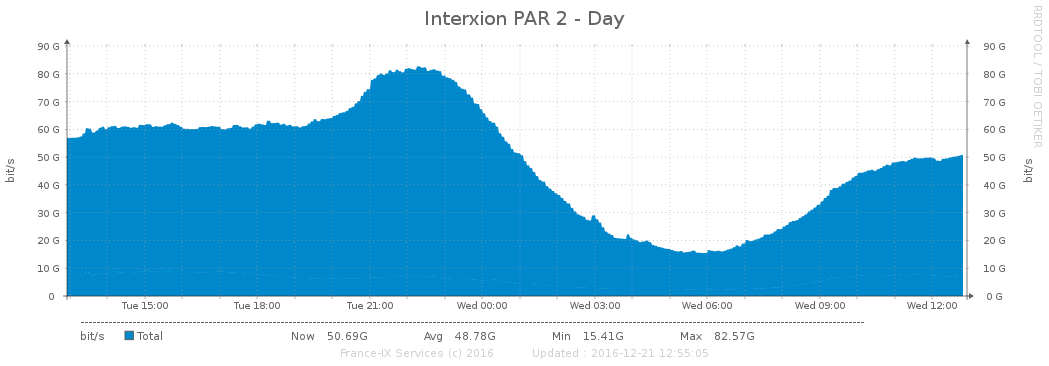 Interxion PAR 2 - Day
RRDTOOL / TOBI OETIKER
90 G 90 G
80 G 80 G
70 G 70 G
60 G 60 G
50 G 50 G
40 G 40 G
30 G 30 G
20 G 20 G
10 G 10 G
0 0 G
bit/s bit/s
Tue 15:00 Tue 18:00 Tue 21:00 Wed 00:00 Wed 03:00 Wed 06:00 Wed 09:00 Wed 12:00
bit/s Total Now 50.69G Avg 48.78G Min 15.41G Max 82.57G
France-IX Services (c) 2016 Updated : 2016-12-21 12:55:05